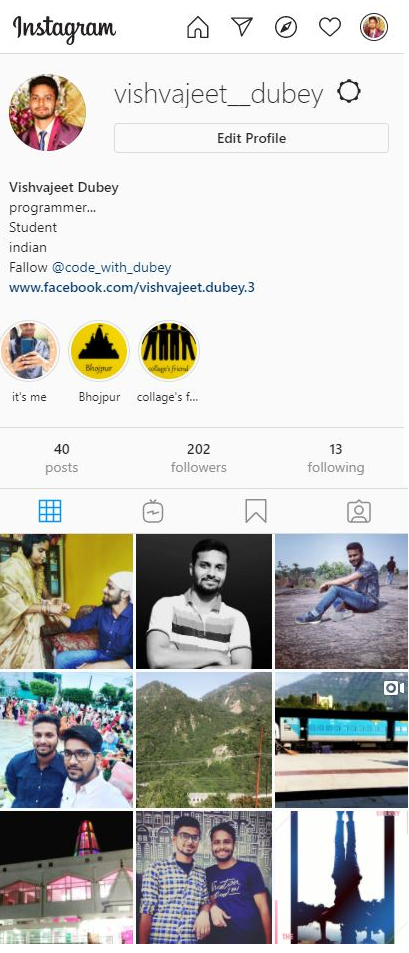 Instagram
vishvajeet__dubey
Edit Profile
Vishvajeet Dubey
programmer...
Student
indian
Fallow @code_with_dubey
www.facebook.com/vishvajeet.dubey.3
Bhojpur
collage's friend
it's me
Bhojpur
collage's f...
40
202
13
posts
followers
following
THE